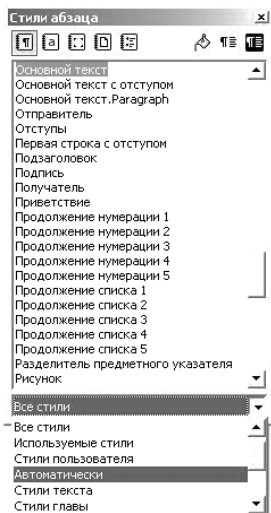 Стили абзаца
Основной текст
Основной текст с отступом
Основной текст.Paragraph
Отправитель
Отступы
Первая строка с отступом
Подзаголовок
Подпись
Получатель
Приветствие
Продолжение нумерации 1
Продолжение нумерации 2
Продолжение нумерации 3
Продолжение нумерации 4
Продолжение нумерации 5
Продолжение списка 1
Продолжение списка 2
Продолжение списка 3
Продолжение списка 4
Продолжение списка 5
Разделитель предметного указателя
Рисунок
Все стили
Все стили
Используемые стили
Стили пользователя
Автоматически
Стили текста
Стили главы